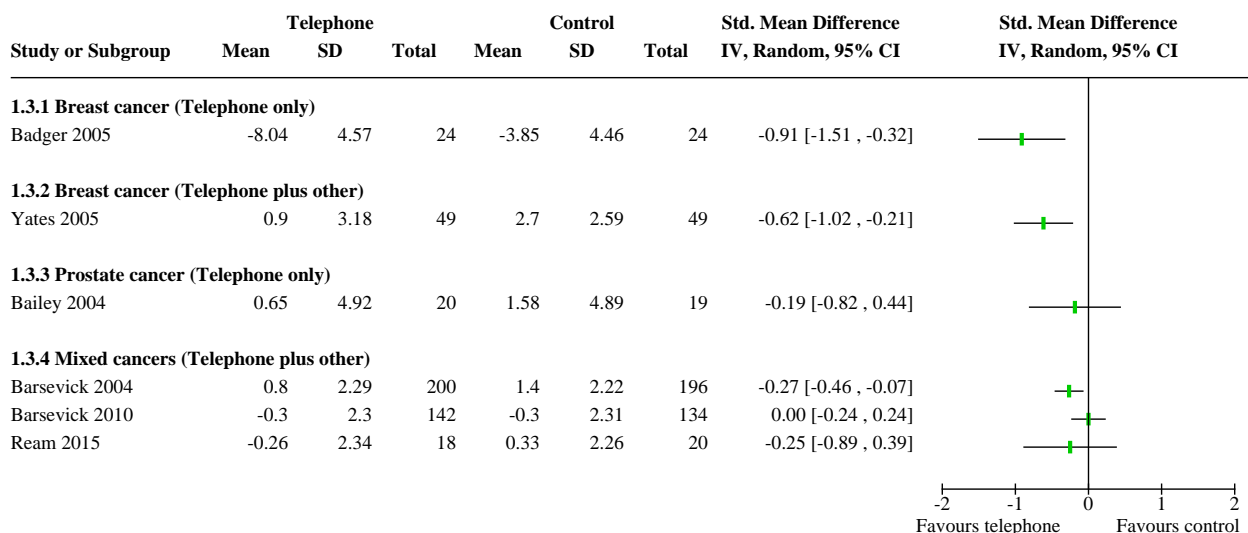 Telephone Control Std. Mean Difference Std. Mean Difference
Study or Subgroup Mean SD Total Mean SD Total IV, Random, 95% CI IV, Random, 95% CI
1.3.1 Breast cancer (Telephone only)
Badger 2005 -8.04 4.57 24 -3.85 4.46 24 -0.91 [-1.51 , -0.32]
1.3.2 Breast cancer (Telephone plus other)
Yates 2005 0.9 3.18 49 2.7 2.59 49 -0.62 [-1.02 , -0.21]
1.3.3 Prostate cancer (Telephone only)
Bailey 2004 0.65 4.92 20 1.58 4.89 19 -0.19 [-0.82 , 0.44]
1.3.4 Mixed cancers (Telephone plus other)
Barsevick 2004 0.8 2.29 200 1.4 2.22 196 -0.27 [-0.46 , -0.07]
Barsevick 2010 -0.3 2.3 142 -0.3 2.31 134 0.00 [-0.24 , 0.24]
Ream 2015 -0.26 2.34 18 0.33 2.26 20 -0.25 [-0.89 , 0.39]
-2 -1 0 1 2
Favours telephone Favours control